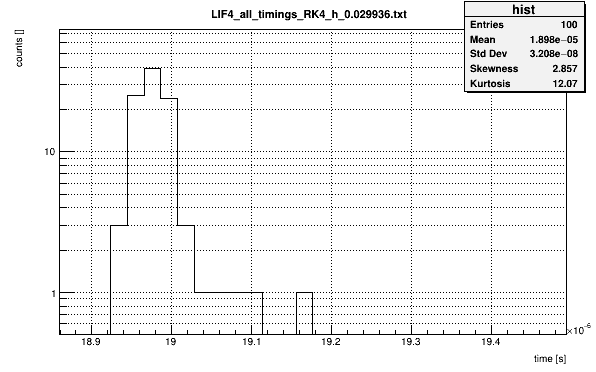 LIF4_all_timings_RK4_h_0.029936.txt
hist
Entries 100
Mean 1.898e−05
Std Dev 3.208e−08
Skewness 2.857
Kurtosis 12.07
counts []
10
1
18.9 19 19.1 19.2 19.3 19.4
×10−6
time [s]